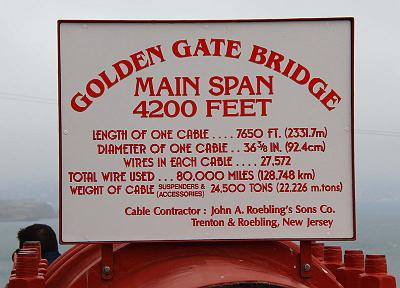 GOLDEN GATE BRIDGE
MAIN SPAN
4200 FEET
LENGTH OF ONE CABLE .... 7650 FT. (2331.7m)
DIAMETER OF ONE CABLE .. 36 3/8 IN. (92.4cm)
WIRES IN EACH CABLE .... 27,572
TOTAL WIRE USED ... 80,000 MILES (128,748 km)
WEIGHT OF CABLE SUSPENDERS & (ACCESSORIES) 24,500 TONS (22,226 m.tons)
Cable Contractor : John A. Roebling's Sons Co.
Trenton & Roebling, New Jersey